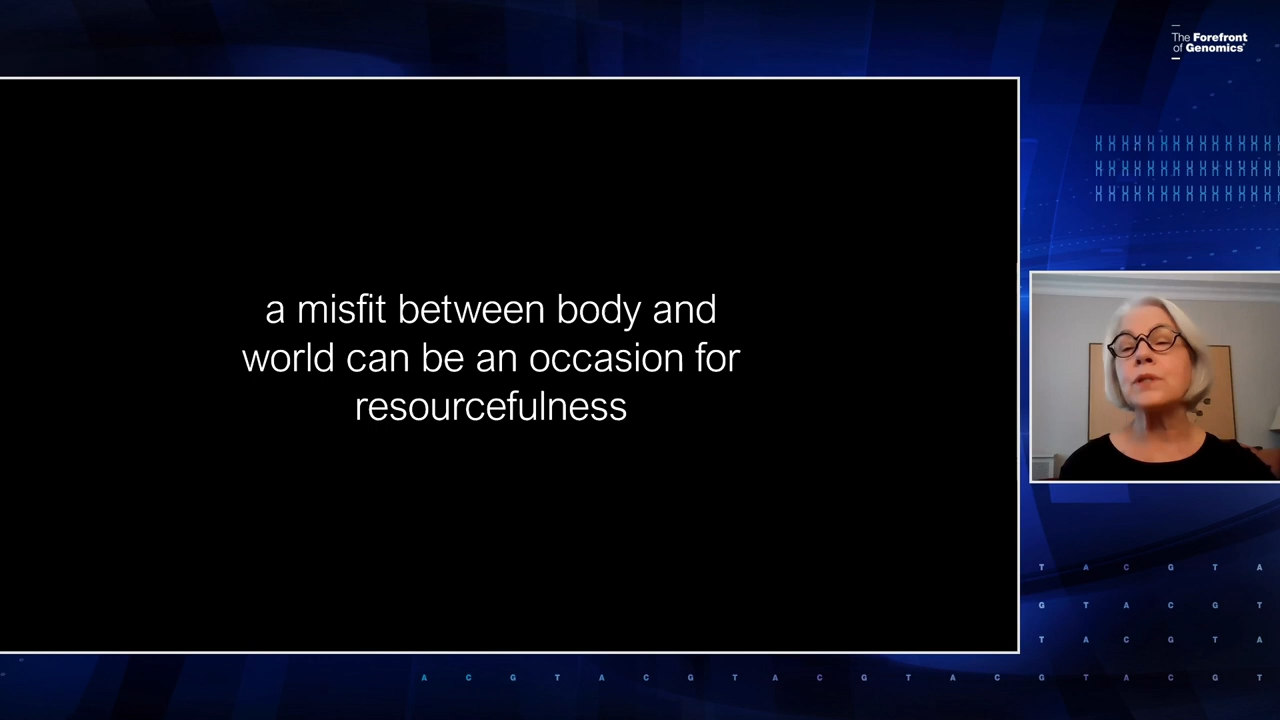 The Forefront
of Genomics®
a misfit between body and
world can be an occasion for
resourcefulness
T A C G T A
G T A C G T
T A C G T A
A C G T A C G T A C G T A C G T A C G T